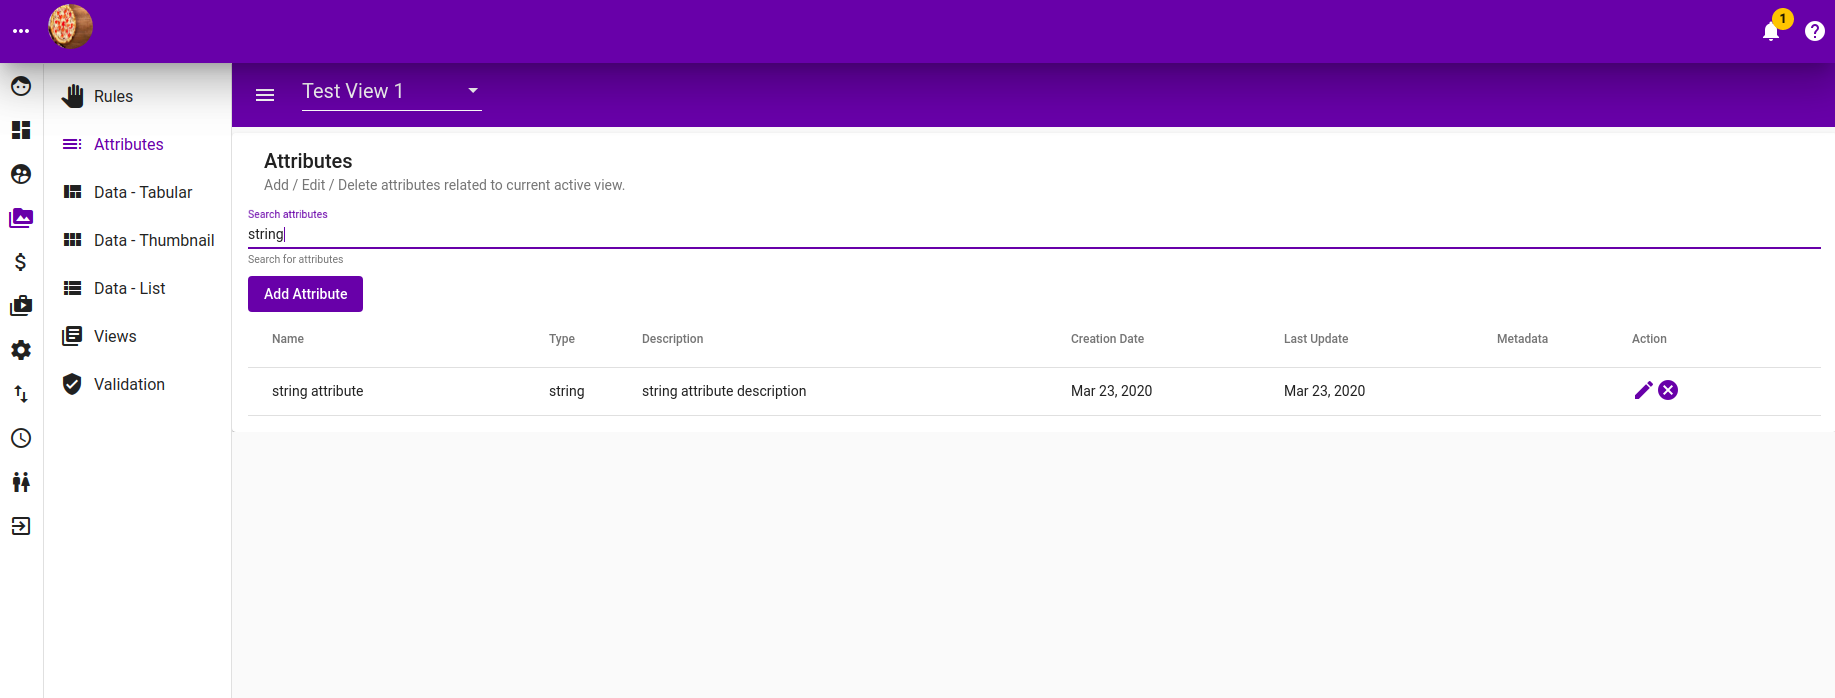 1
Test View 1
Rules
Attributes
Data - Tabular
Data - Thumbnail
Data - List
Views
Validation
Attributes
Add / Edit / Delete attributes related to current active view.
Search attributes
string
Search for attributes
Add Attribute
Name Type Description Creation Date Last Update Metadata Action
string attribute string string attribute description Mar 23, 2020 Mar 23, 2020